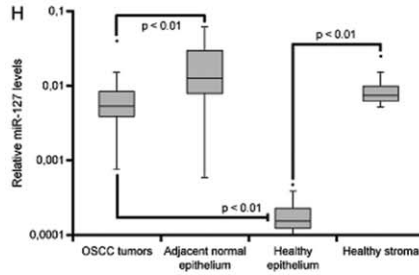 H
Relative miR-127 levels
0,1
0,01
0,001
0,0001
p < 0.01
p < 0.01
p < 0.01
OSCC tumors
Adjacent normal
epithelium
Healthy
epithelium
Healthy stroma